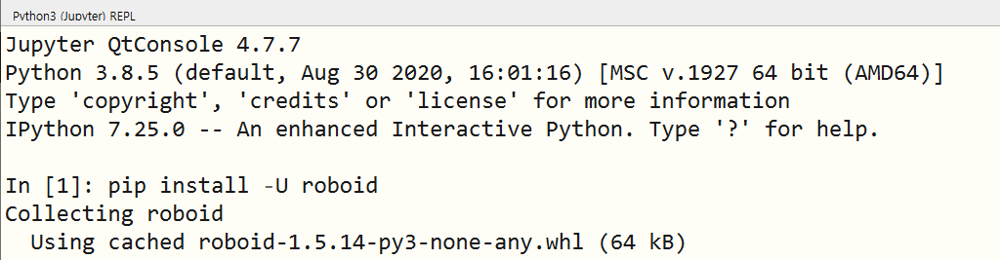 Python3 (Jupyter) REPL
Jupyter QtConsole 4.7.7
Python 3.8.5 (default, Aug 30 2020, 16:01:16) [MSC v.1927 64 bit (AMD64)]
Type 'copyright', 'credits' or 'license' for more information
IPython 7.25.0 -- An enhanced Interactive Python. Type '?' for help.
In [1]: pip install -U roboid
Collecting roboid
  Using cached roboid-1.5.14-py3-none-any.whl (64 kB)